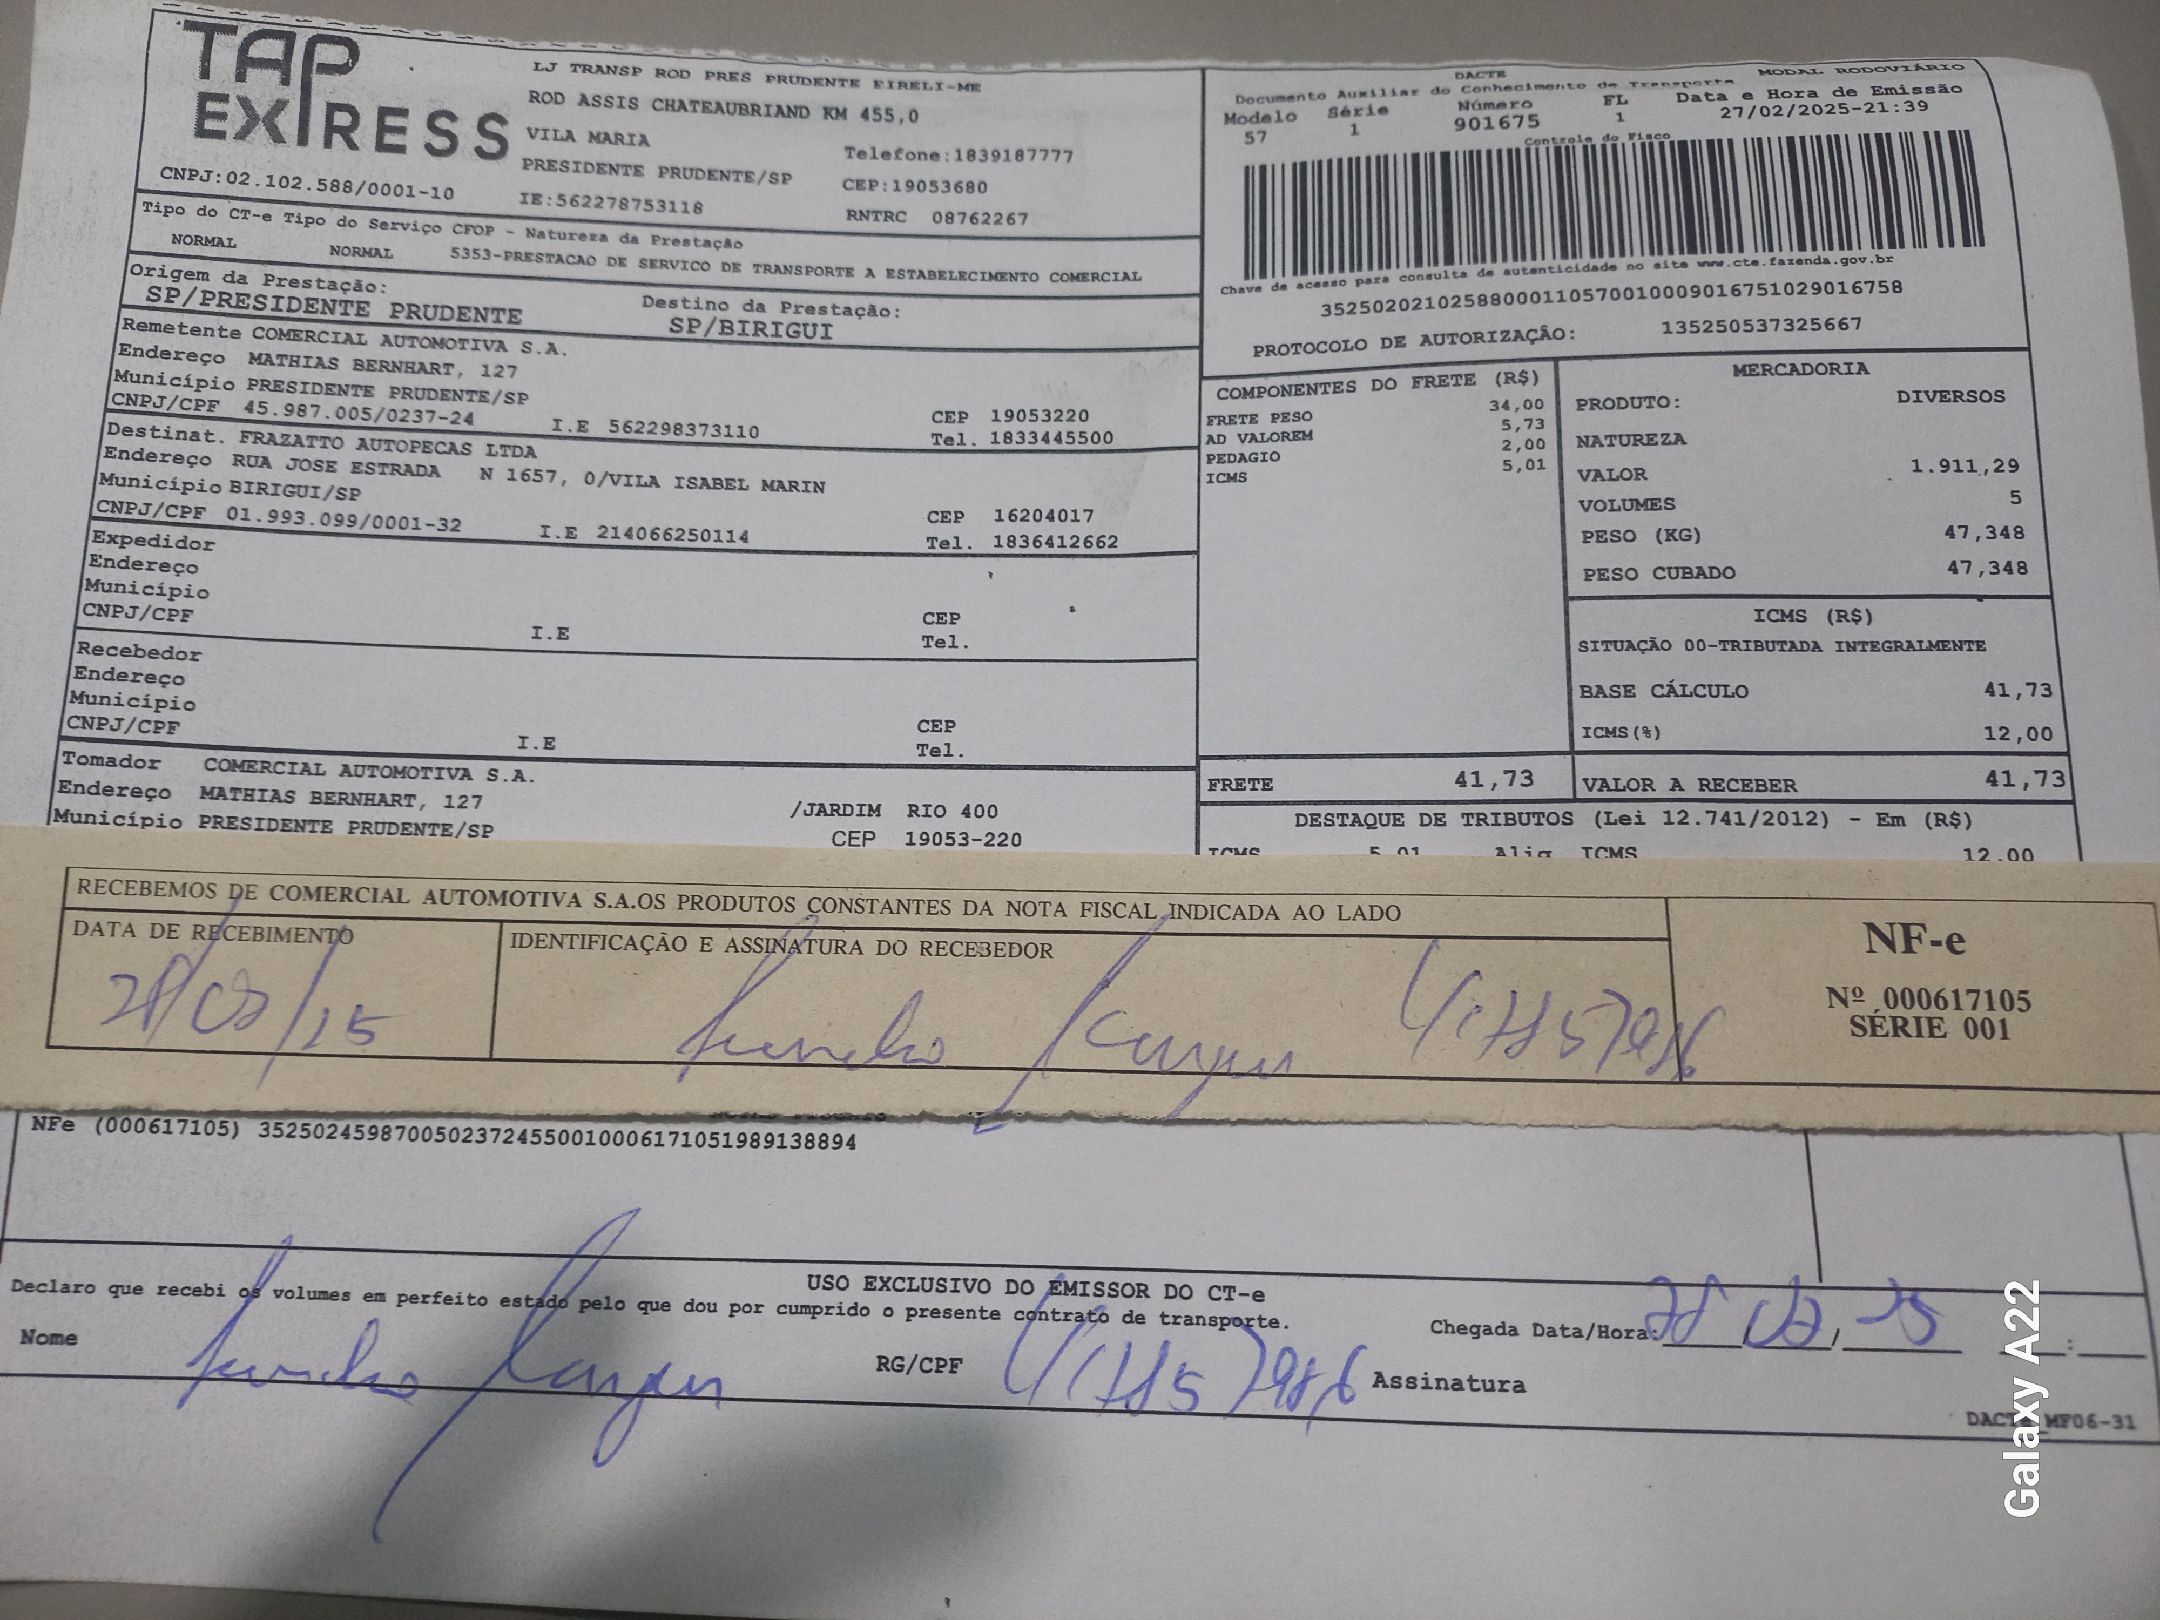 TAP EXPRESS
LJ TRANSP ROD PRES PRUDENTE EIRELI-ME
ROD ASSIS CHATEAUBRIAND KM 455,0
VILA MARIA
Telefone:1839187777
PRESIDENTE PRUDENTE/SP
CEP:19053680
CNPJ:02.102.588/0001-10
IE:562278753118
RNTRC 08762267
Tipo do CT-e Tipo do Serviço CFOP - Natureza da Prestação
NORMAL NORMAL 5353-PRESTACAO DE SERVICO DE TRANSPORTE A ESTABELECIMENTO COMERCIAL
Origem da Prestação: Destino da Prestação:
SP/PRESIDENTE PRUDENTE SP/BIRIGUI
Remetente COMERCIAL AUTOMOTIVA S.A.
Endereço MATHIAS BERNHART, 127
Município PRESIDENTE PRUDENTE/SP CEP 19053220
CNPJ/CPF 45.987.005/0237-24 I.E 562298373110 Tel. 1833445500
Destinat. FRAZATTO AUTOPECAS LTDA
Endereço RUA JOSE ESTRADA N 1657, 0/VILA ISABEL MARIN
Município BIRIGUI/SP CEP 16204017
CNPJ/CPF 01.993.099/0001-32 I.E 214066250114 Tel. 1836412662
Expedidor
Endereço
Município CEP
CNPJ/CPF I.E Tel.
Recebedor
Endereço
Município CEP
CNPJ/CPF I.E Tel.
Tomador COMERCIAL AUTOMOTIVA S.A.
Endereço MATHIAS BERNHART, 127 /JARDIM RIO 400
Município PRESIDENTE PRUDENTE/SP CEP 19053-220
DACTE MODAL RODOVIÁRIO
Documento Auxiliar do Conhecimento de Transporte
Modelo Série Número FL Data e Hora de Emissão
57 1 901675 1 27/02/2025-21:39
Controle do Fisco
Chave de acesso para consulta de autenticidade no site www.cte.fazenda.gov.br
35250202102588000110570010009016751029016758
PROTOCOLO DE AUTORIZAÇÃO: 135250537325667
COMPONENTES DO FRETE (R$)
FRETE PESO 34,00
AD VALOREM 5,73
PEDAGIO 2,00
ICMS 5,01
MERCADORIA
PRODUTO: DIVERSOS
NATUREZA
VALOR 1.911,29
VOLUMES 5
PESO (KG) 47,348
PESO CUBADO 47,348
ICMS (R$)
SITUAÇÃO 00-TRIBUTADA INTEGRALMENTE
BASE CÁLCULO 41,73
ICMS(%) 12,00
FRETE 41,73 VALOR A RECEBER 41,73
DESTAQUE DE TRIBUTOS (Lei 12.741/2012) - Em (R$)
ICMS 5,01 Aliq ICMS 12.00
RECEBEMOS DE COMERCIAL AUTOMOTIVA S.A.OS PRODUTOS CONSTANTES DA NOTA FISCAL INDICADA AO LADO
DATA DE RECEBIMENTO IDENTIFICAÇÃO E ASSINATURA DO RECEBEDOR
NF-e
Nº 000617105
SÉRIE 001
NFe (000617105) 35250245987005023724550010006171051989138894
USO EXCLUSIVO DO EMISSOR DO CT-e
Declaro que recebi os volumes em perfeito estado pelo que dou por cumprido o presente contrato de transporte.
Chegada Data/Hora:
Nome RG/CPF Assinatura
DACTE MF06-31
Galaxy A22